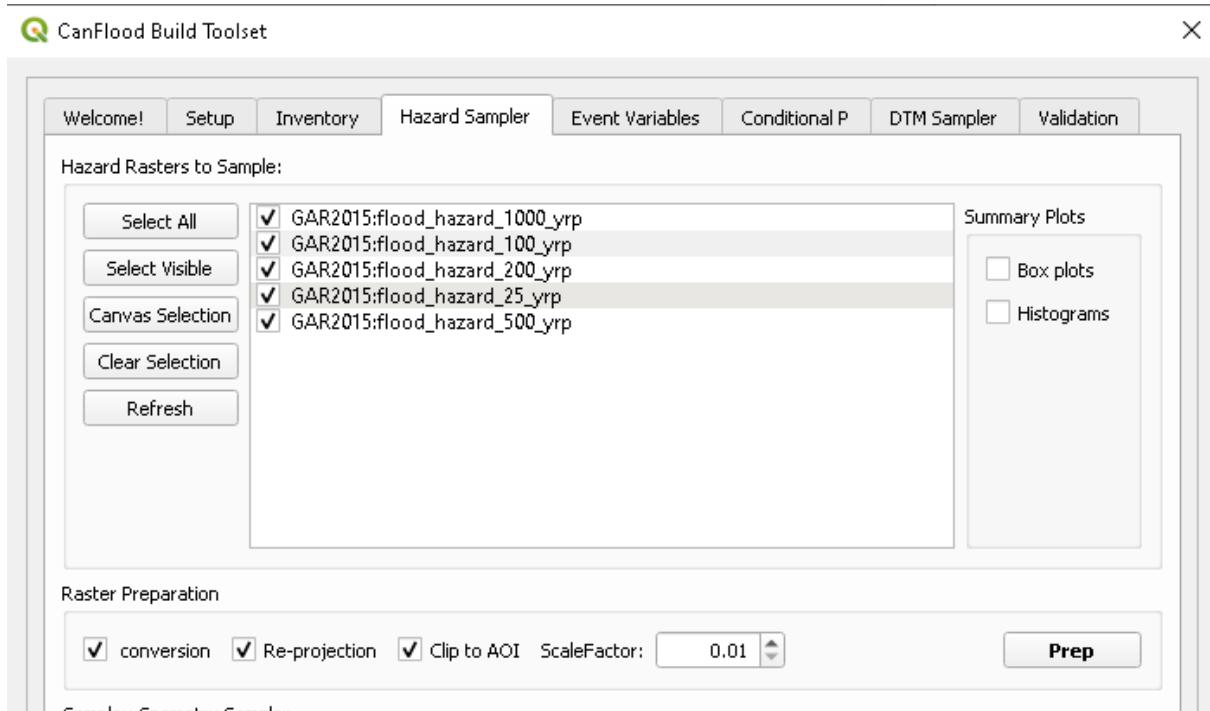 CanFlood Build Toolset
Welcome! Setup Inventory Hazard Sampler Event Variables Conditional P DTM Sampler Validation
Hazard Rasters to Sample:
Select All
Select Visible
Canvas Selection
Clear Selection
Refresh
GAR2015:flood_hazard_1000_yrp
GAR2015:flood_hazard_100_yrp
GAR2015:flood_hazard_200_yrp
GAR2015:flood_hazard_25_yrp
GAR2015:flood_hazard_500_yrp
Summary Plots
Box plots
Histograms
Raster Preparation
conversion Re-projection Clip to AOI ScaleFactor: 0.01 Prep